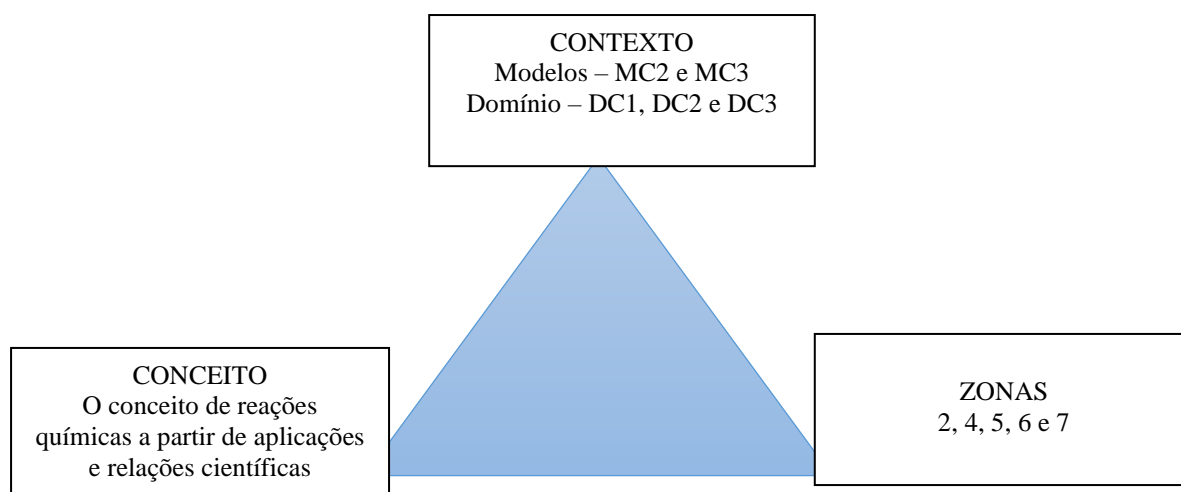 CONTEXTO
Modelos – MC2 e MC3
Domínio – DC1, DC2 e DC3
CONCEITO
O conceito de reações
químicas a partir de aplicações
e relações científicas
ZONAS
2, 4, 5, 6 e 7